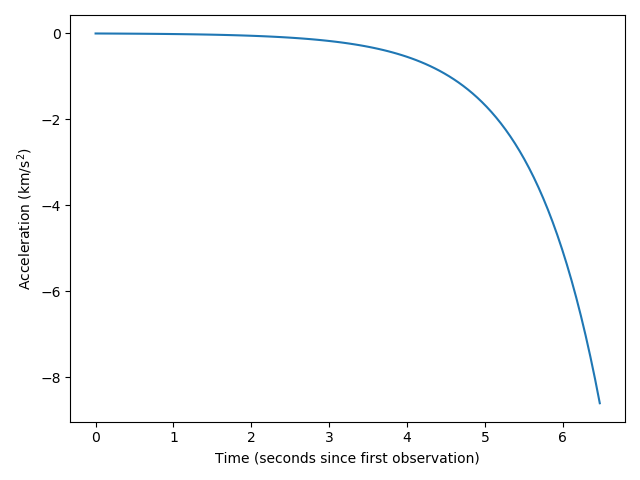 0
−2
−4
−6
−8
Acceleration (km/s²)
0 1 2 3 4 5 6
Time (seconds since first observation)